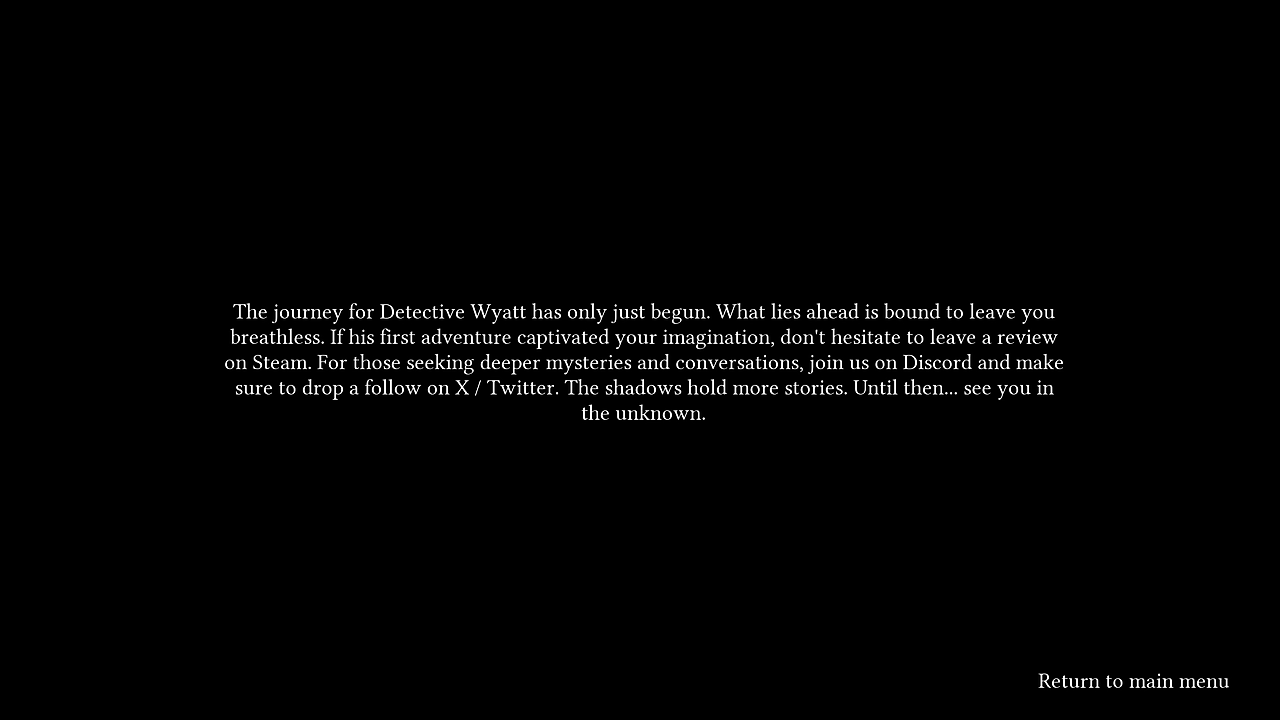 The journey for Detective Wyatt has only just begun. What lies ahead is bound to leave you
breathless. If his first adventure captivated your imagination, don't hesitate to leave a review
on Steam. For those seeking deeper mysteries and conversations, join us on Discord and make
sure to drop a follow on X / Twitter. The shadows hold more stories. Until then... see you in
the unknown.
Return to main menu